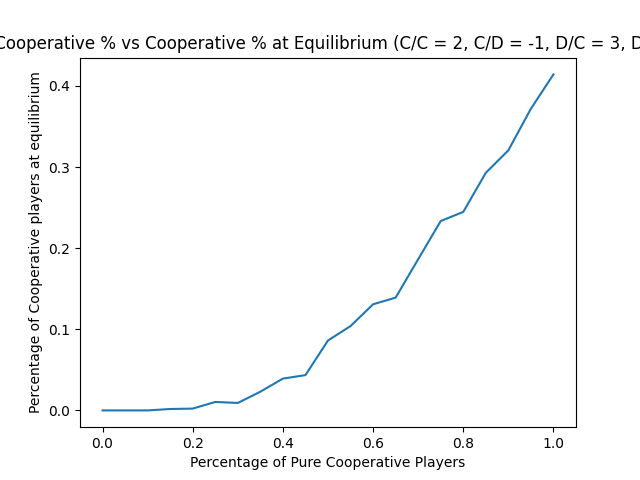 Cooperative % vs Cooperative % at Equilibrium (C/C = 2, C/D = -1, D/C = 3, D
Percentage of Cooperative players at equilibrium
0.4
0.3
0.2
0.1
0.0
0.0 0.2 0.4 0.6 0.8 1.0
Percentage of Pure Cooperative Players